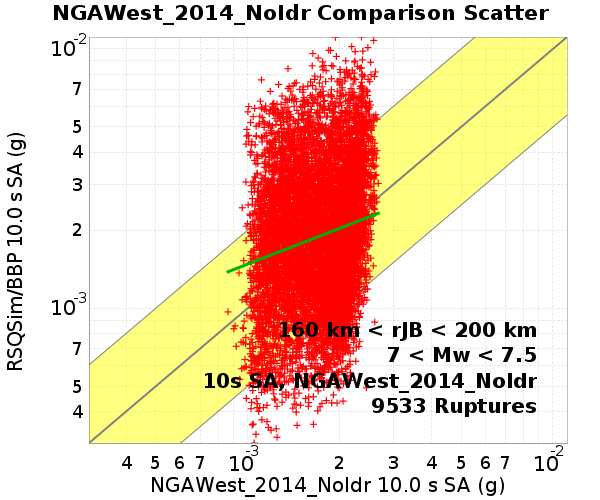 NGAWest_2014_NoIdr Comparison Scatter
RSQSim/BBP 10.0 s SA (g)
10-2
7
5
4
3
2
10-3
7
5
4
160 km < rJB < 200 km
7 < Mw < 7.5
10s SA, NGAWest_2014_NoIdr
9533 Ruptures
4 5 6 7 10-3 2 3 4 5 6 7 10-2
NGAWest_2014_NoIdr 10.0 s SA (g)